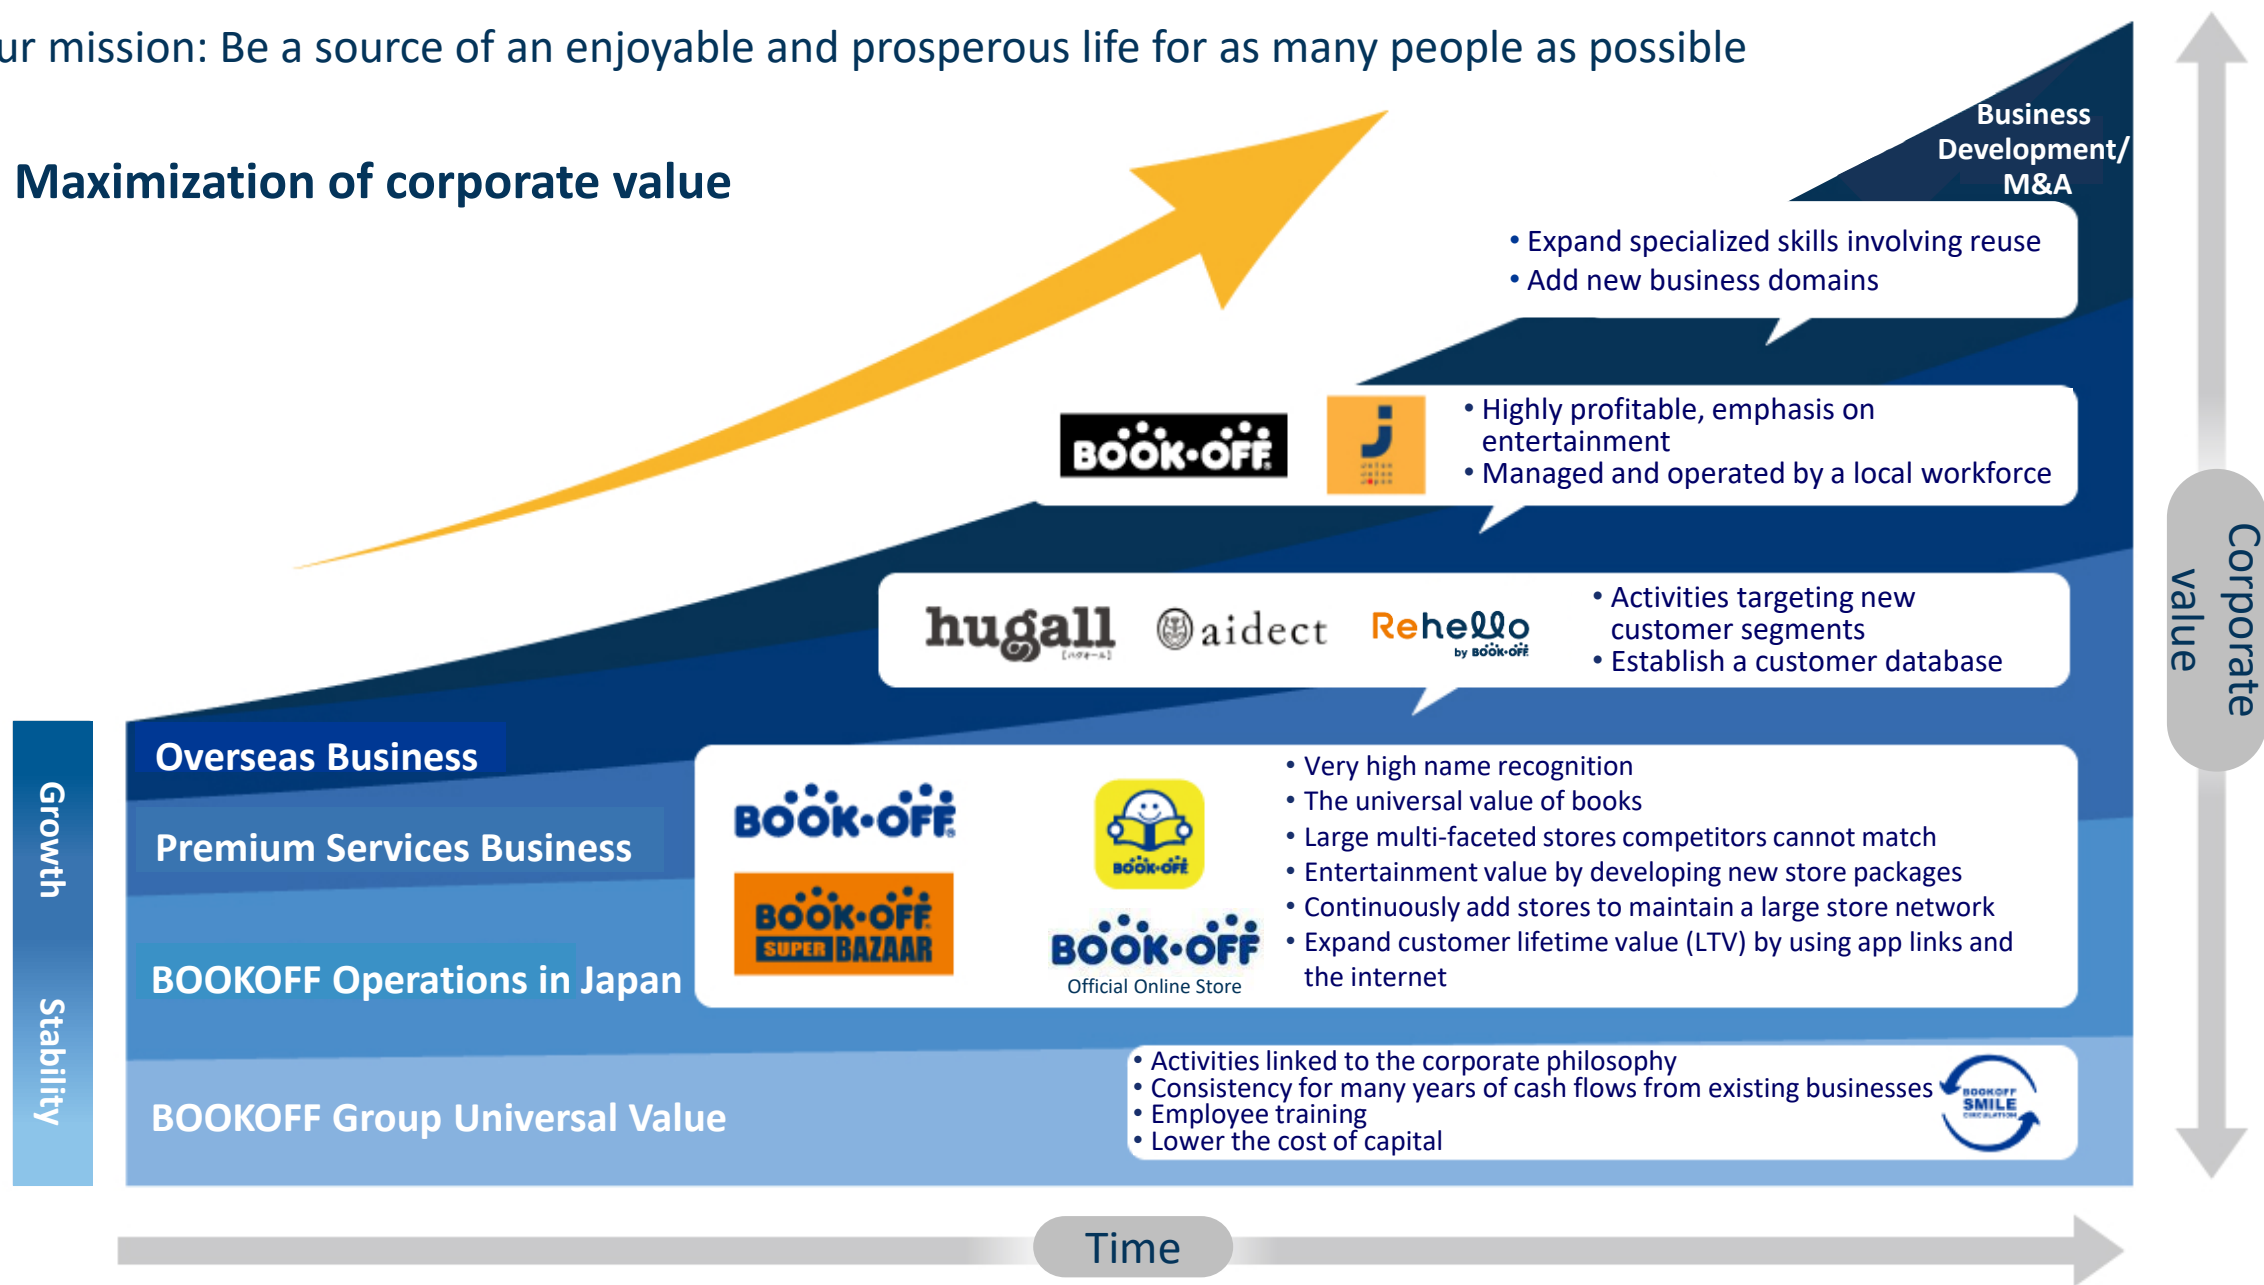 ur mission: Be a source of an enjoyable and prosperous life for as many people as possible
Maximization of corporate value
Business
Development/
M&A
• Expand specialized skills involving reuse
• Add new business domains
BOOK•OFF
J
• Highly profitable, emphasis on
entertainment
• Managed and operated by a local workforce
hugall
[ハグオール]
aidect
Rehello
by BOOK•OFF
• Activities targeting new
customer segments
• Establish a customer database
Overseas Business
Premium Services Business
BOOKOFF Operations in Japan
BOOK•OFF
BOOK•OFF
SUPER BAZAAR
BOOK•OFF
BOOK•OFF
Official Online Store
• Very high name recognition
• The universal value of books
• Large multi-faceted stores competitors cannot match
• Entertainment value by developing new store packages
• Continuously add stores to maintain a large store network
• Expand customer lifetime value (LTV) by using app links and
the internet
BOOKOFF Group Universal Value
• Activities linked to the corporate philosophy
• Consistency for many years of cash flows from existing businesses
• Employee training
• Lower the cost of capital
BOOKOFF
SMILE
CIRCULATION
Growth
Stability
Corporate
value
Time